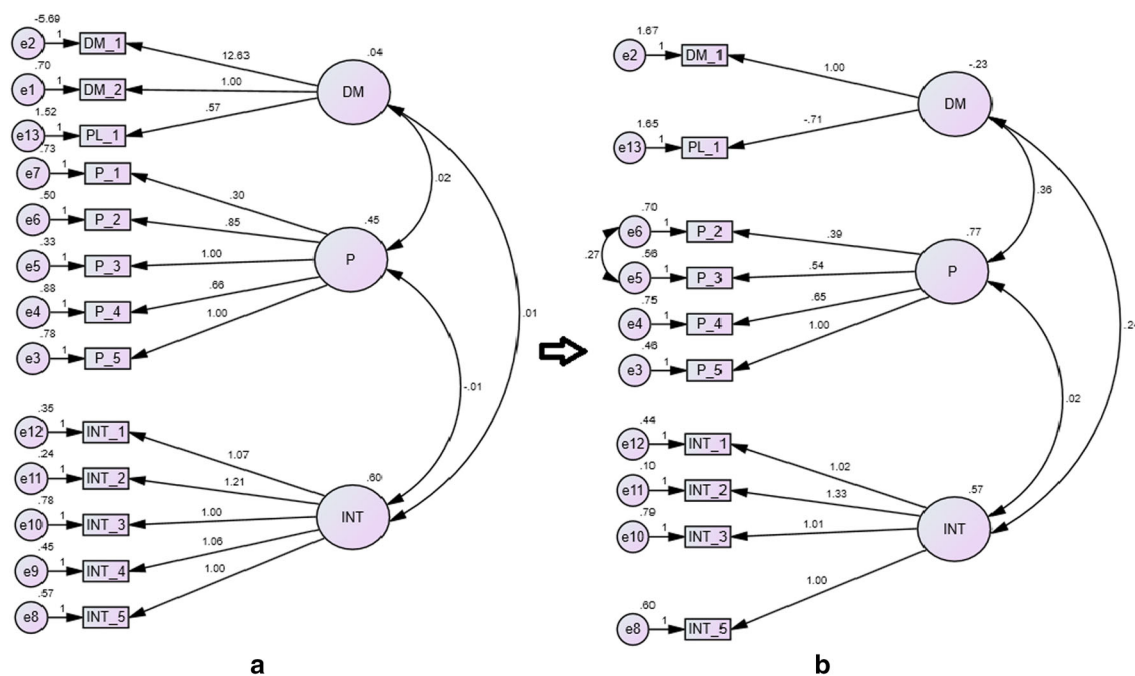 -5.69
e2 1 DM_1
12.63
.04
DM
.70
e1 1 DM_2
1.00
1.52
e13 1 PL_1
.57
.73
e7 1 P_1
.30
.02
.50
e6 1 P_2
.85
.45
P
.33
e5 1 P_3
1.00
.88
e4 1 P_4
.66
.78
e3 1 P_5
1.00
.01
-.01
.35
e12 1 INT_1
1.07
.24
e11 1 INT_2
1.21
.60
INT
.78
e10 1 INT_3
1.00
.45
e9 1 INT_4
1.06
.57
e8 1 INT_5
1.00
a
1.67
e2 1 DM_1
1.00
-.23
DM
1.65
e13 1 PL_1
-.71
.36
.70
e6 1 P_2
.39
.77
P
.27
.56
e5 1 P_3
.54
.75
e4 1 P_4
.65
.46
e3 1 P_5
1.00
.02
.44
e12 1 INT_1
1.02
.10
e11 1 INT_2
1.33
.57
INT
.79
e10 1 INT_3
1.01
.60
e8 1 INT_5
1.00
b